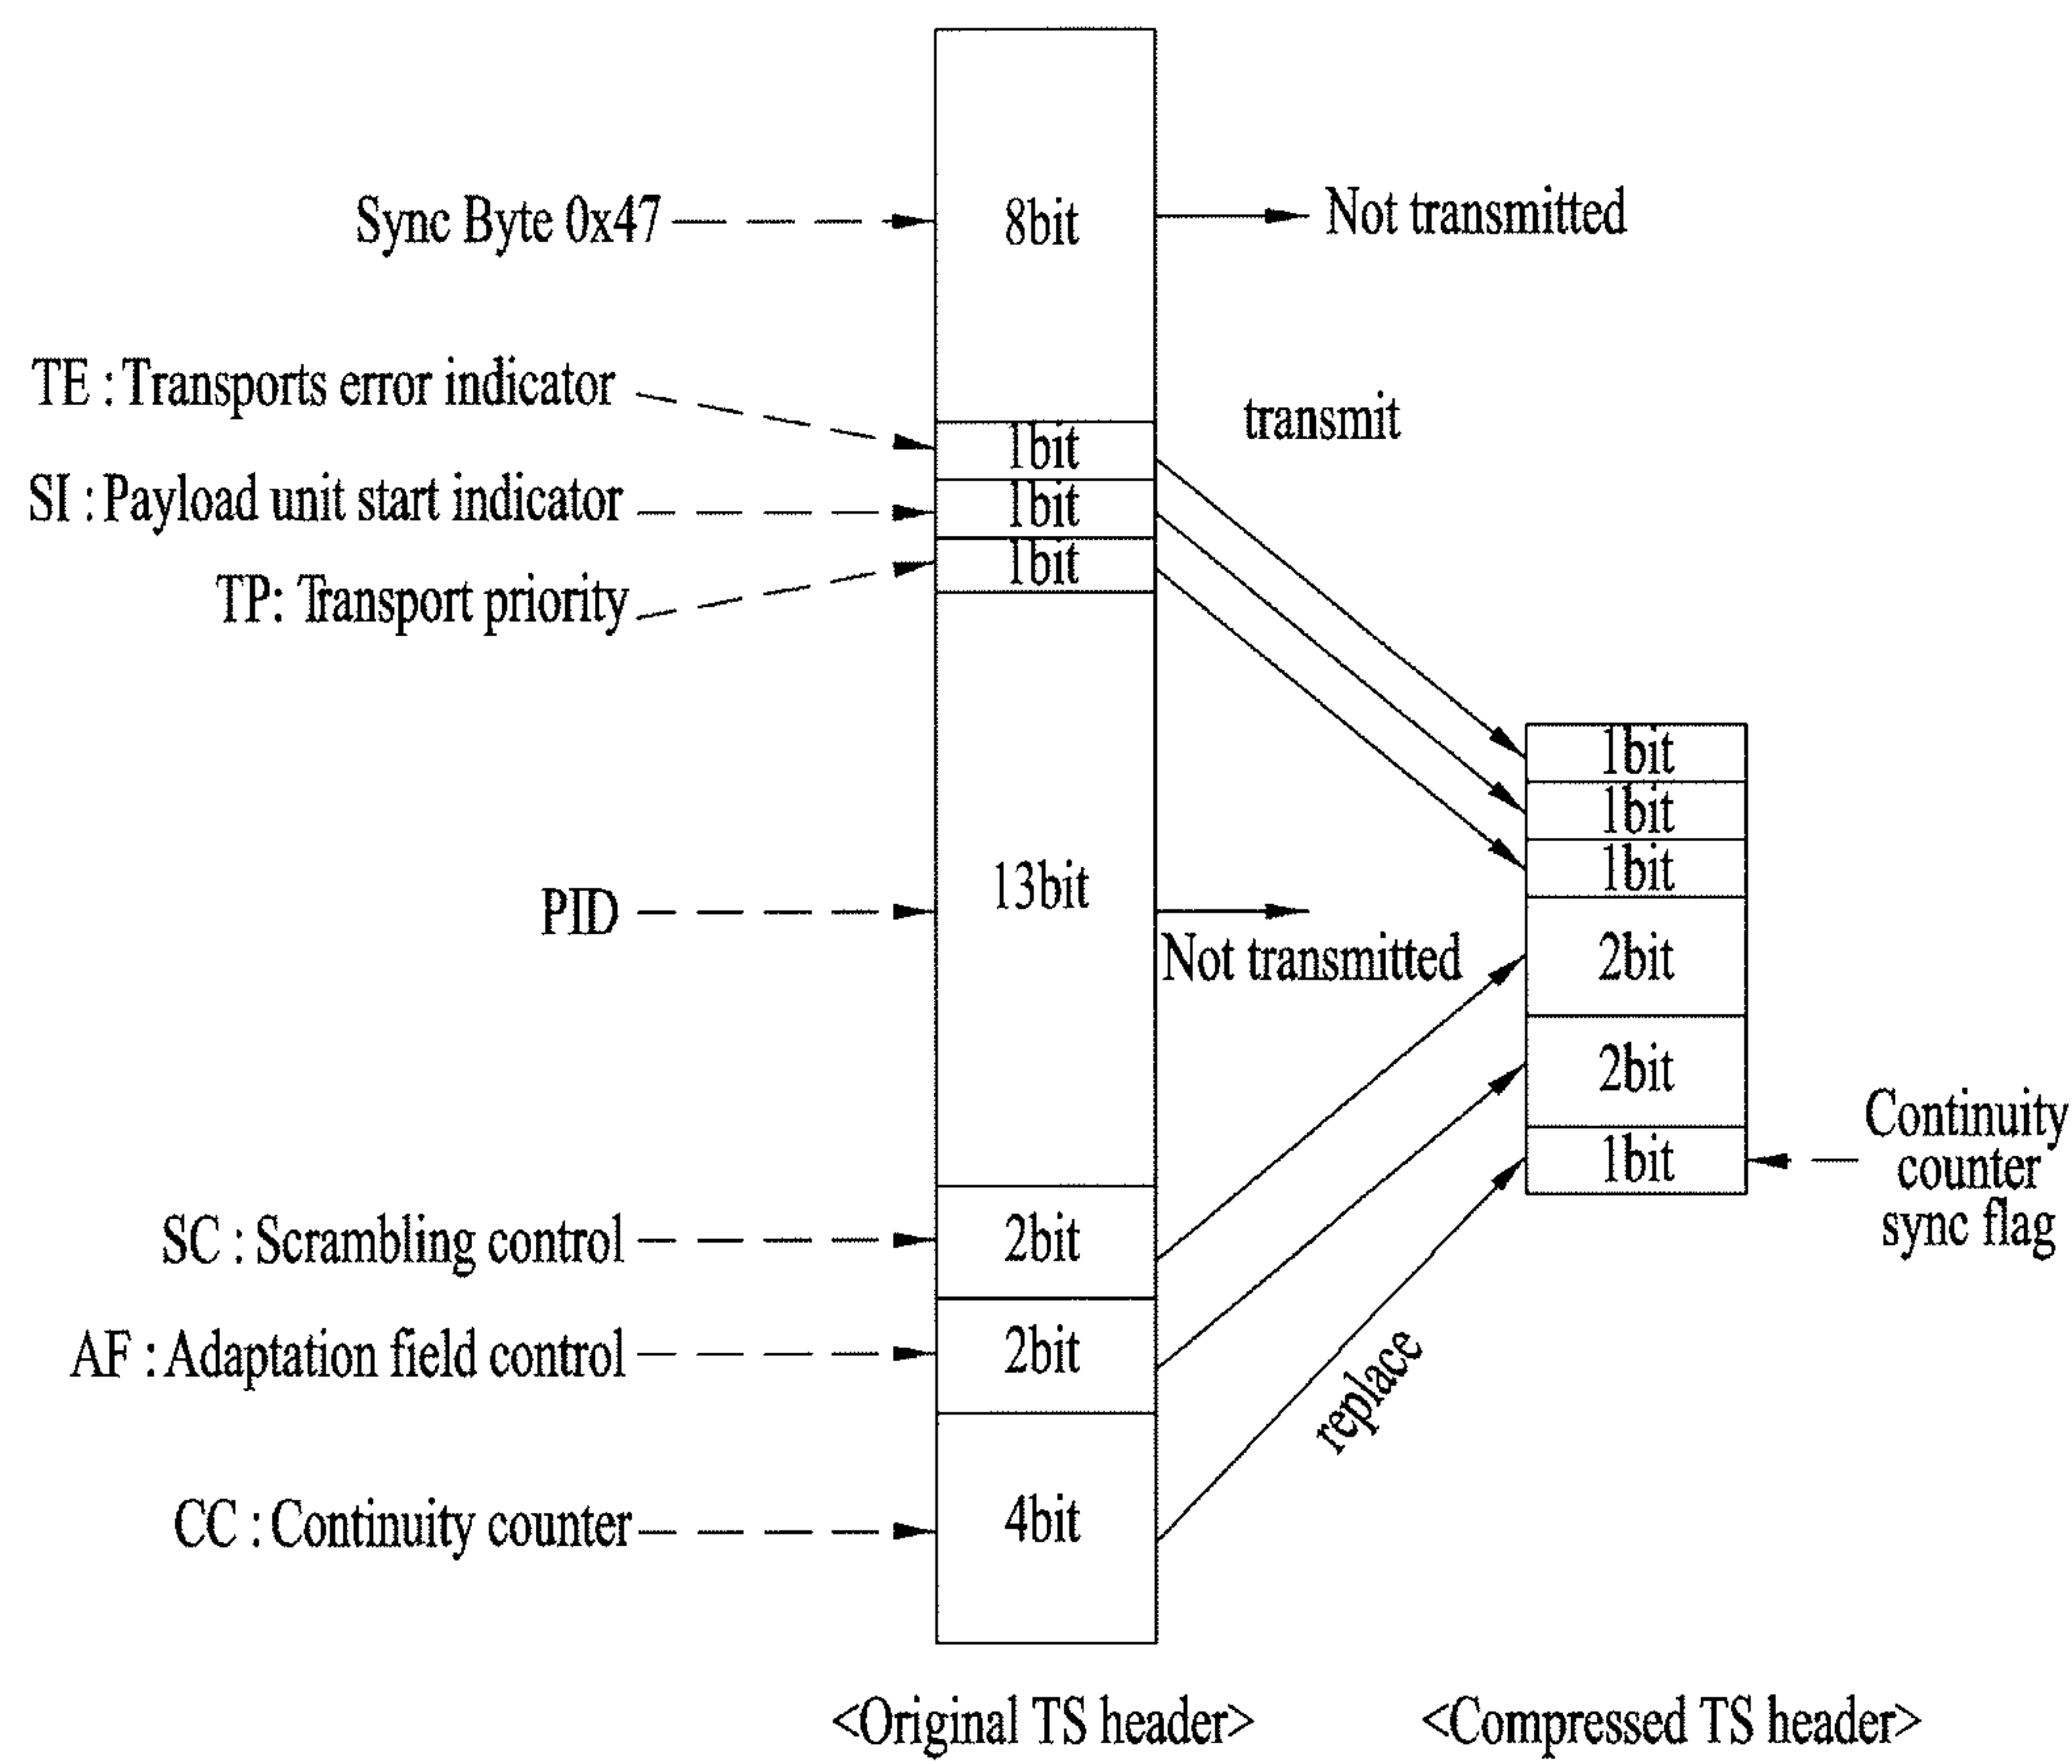 Sync Byte 0x47
8bit
Not transmitted
TE : Transports error indicator
1bit
transmit
SI : Payload unit start indicator
1bit
TP: Transport priority
1bit
1bit
1bit
1bit
PID
13bit
Not transmitted
2bit
2bit
1bit
Continuity
counter
sync flag
SC : Scrambling control
2bit
AF : Adaptation field control
2bit
replace
CC : Continuity counter
4bit
<Original TS header>
<Compressed TS header>